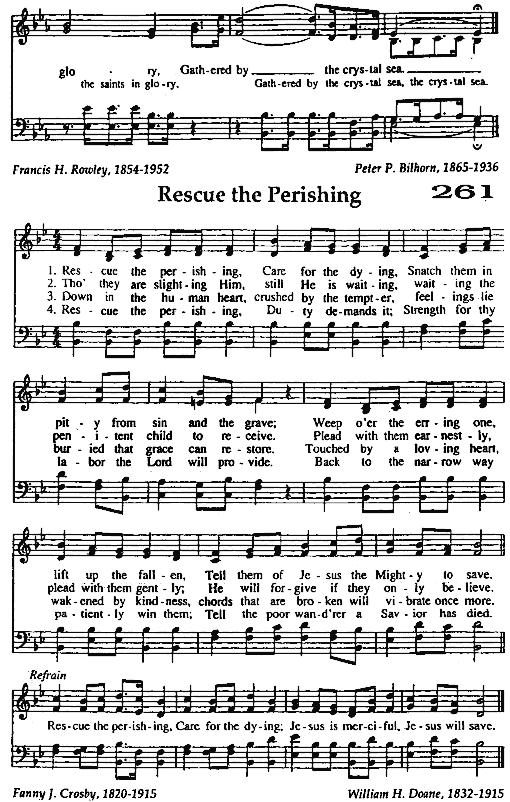 glo - ry, Gath-ered by the crys-tal sea.
the saints in glo-ry. Gath-ered by the crys-tal sea, the crys-tal sea.
Francis H. Rowley, 1854-1952 Peter P. Bilhorn, 1865-1936
Rescue the Perishing 261
1. Res - cue the per - ish - ing, Care for the dy - ing, Snatch them in
2. Tho' they are slight-ing Him, still He is wait-ing, wait - ing the
3. Down in the hu - man heart, crushed by the tempt-er, feel - ings lie
4. Res - cue the per - ish - ing, Du - ty de-mands it; Strength for thy
pit - y from sin and the grave; Weep o'er the err - ing one,
pen - i - tent child to re - ceive. Plead with them ear - nest - ly,
bur - ied that grace can re - store. Touched by a lov - ing heart,
la - bor the Lord will pro - vide. Back to the nar - row way
lift up the fall - en, Tell them of Je - sus the Might - y to save.
plead with them gent - ly; He will for - give if they on - ly be - lieve.
wak - ened by kind - ness, chords that are bro - ken will vi - brate once more.
pa - tient - ly win them; Tell the poor wand'rer a Sav - ior has died.
Refrain
Res-cue the per-ish-ing, Care for the dy-ing; Je-sus is mer-ci-ful, Je-sus will save.
Fanny J. Crosby, 1820-1915 William H. Doane, 1832-1915